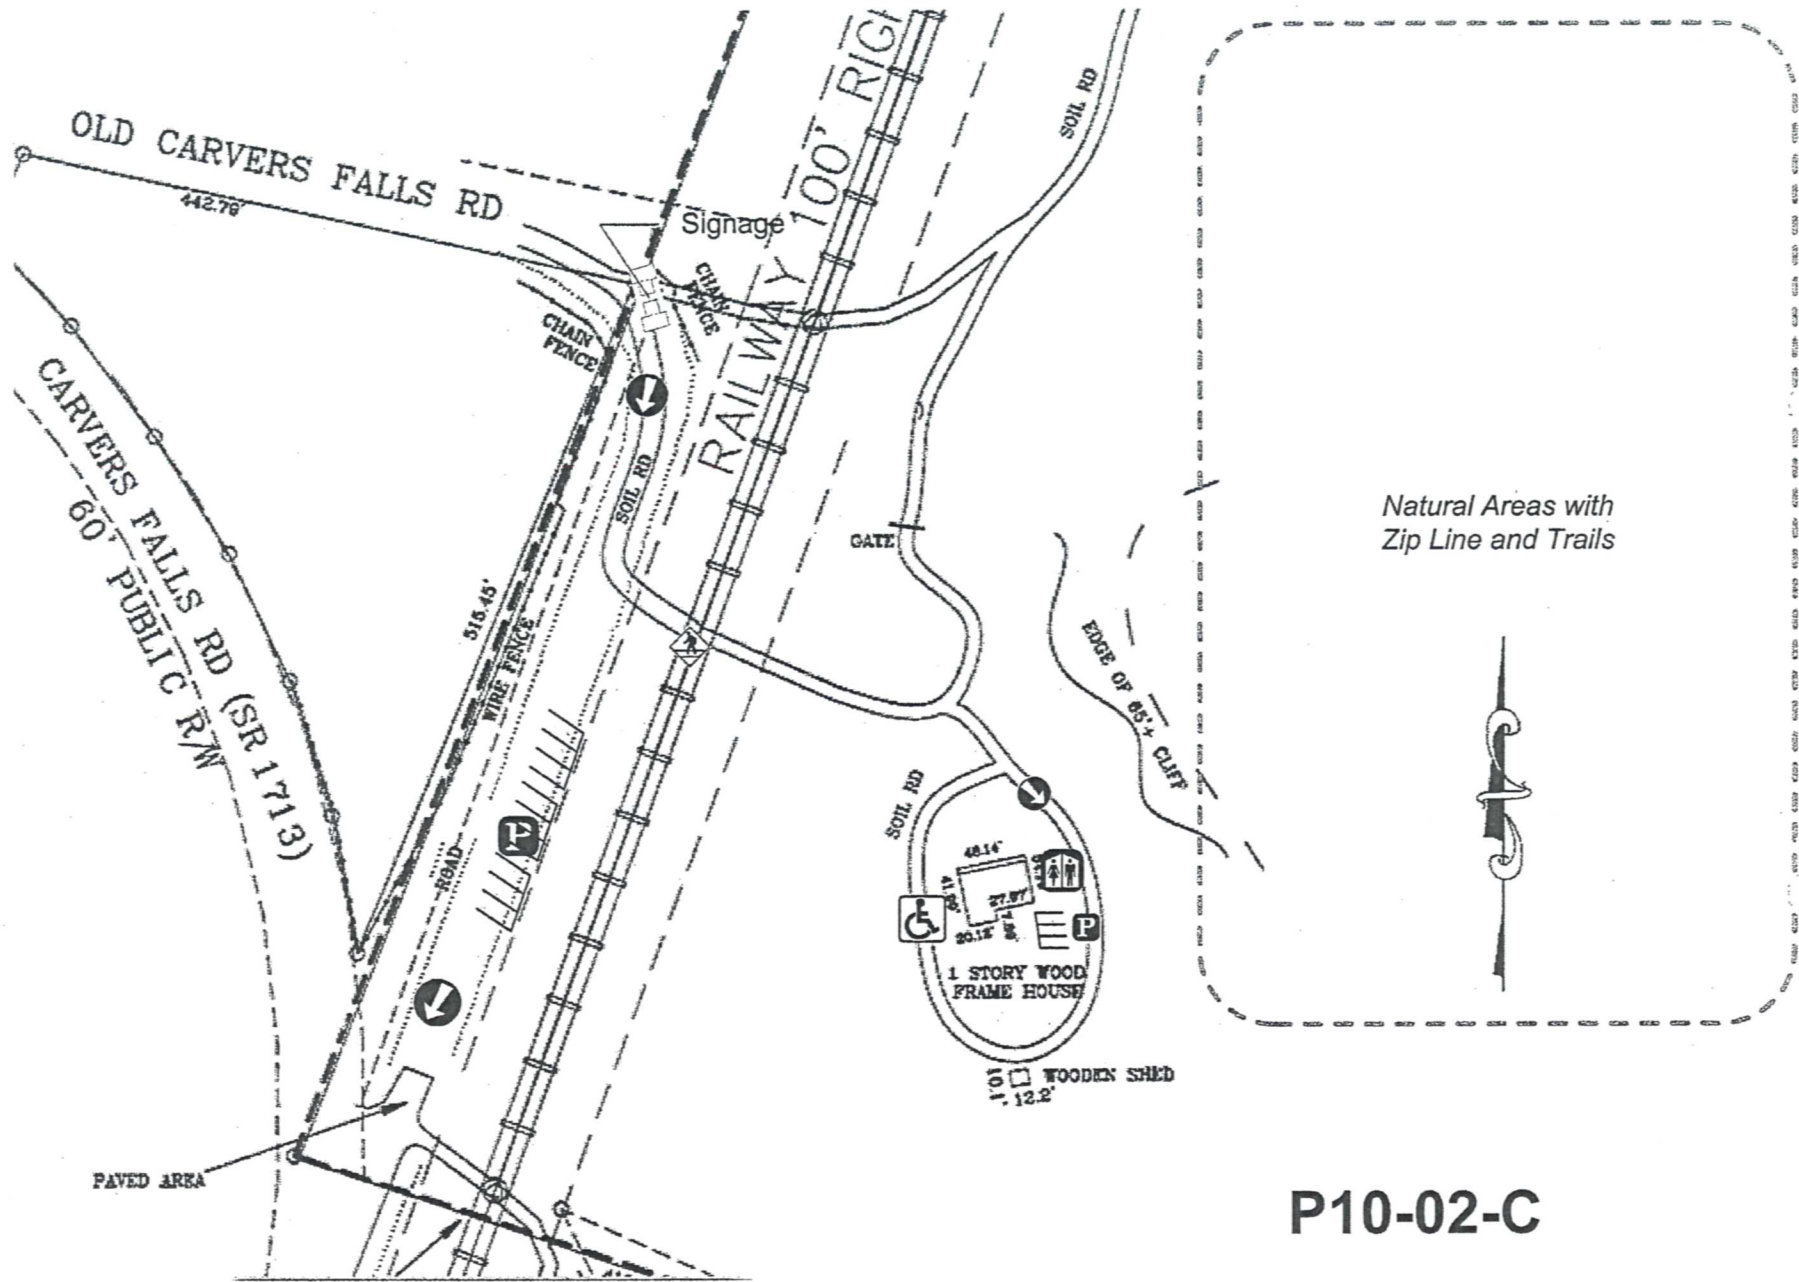 OLD CARVERS FALLS RD
442.79'
Signage
RAILWAY 100' RIGH
SOIL RD
CHAIN
FENCE
CHAIN
FENCE
CARVERS FALLS RD (SR 1713)
60' PUBLIC R/W
SOIL RD
515.45'
WIRE FENCE
GATE
EDGE OF 65'+ CLIFF
Natural Areas with
Zip Line and Trails
ROAD
P
SOIL RD
48.14'
27.97'
20.12'
P
1 STORY WOOD
FRAME HOUSE
WOODEN SHED
10.1'
12.2'
PAVED AREA
P10-02-C